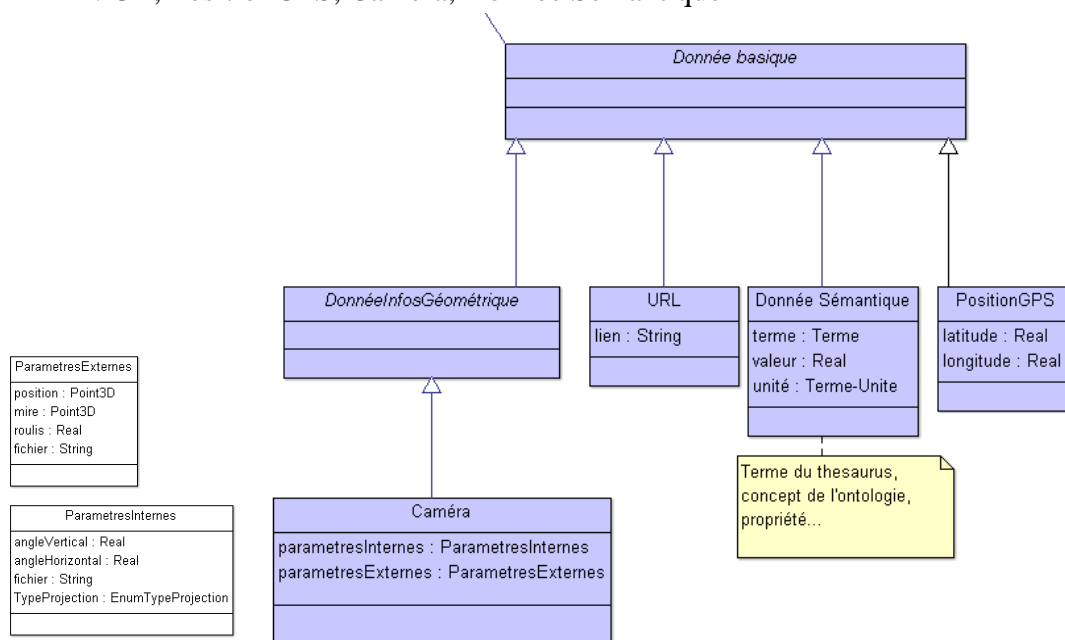 Donnée basique
DonnéeInfosGéométrique
URL
lien : String
Donnée Sémantique
terme : Terme
valeur : Real
unité : Terme-Unite
PositionGPS
latitude : Real
longitude : Real
ParametresExternes
position : Point3D
mire : Point3D
roulis : Real
fichier : String
Terme du thesaurus,
concept de l'ontologie,
propriété...
ParametresInternes
angleVertical : Real
angleHorizontal : Real
fichier : String
TypeProjection : EnumTypeProjection
Caméra
parametresInternes : ParametresInternes
parametresExternes : ParametresExternes